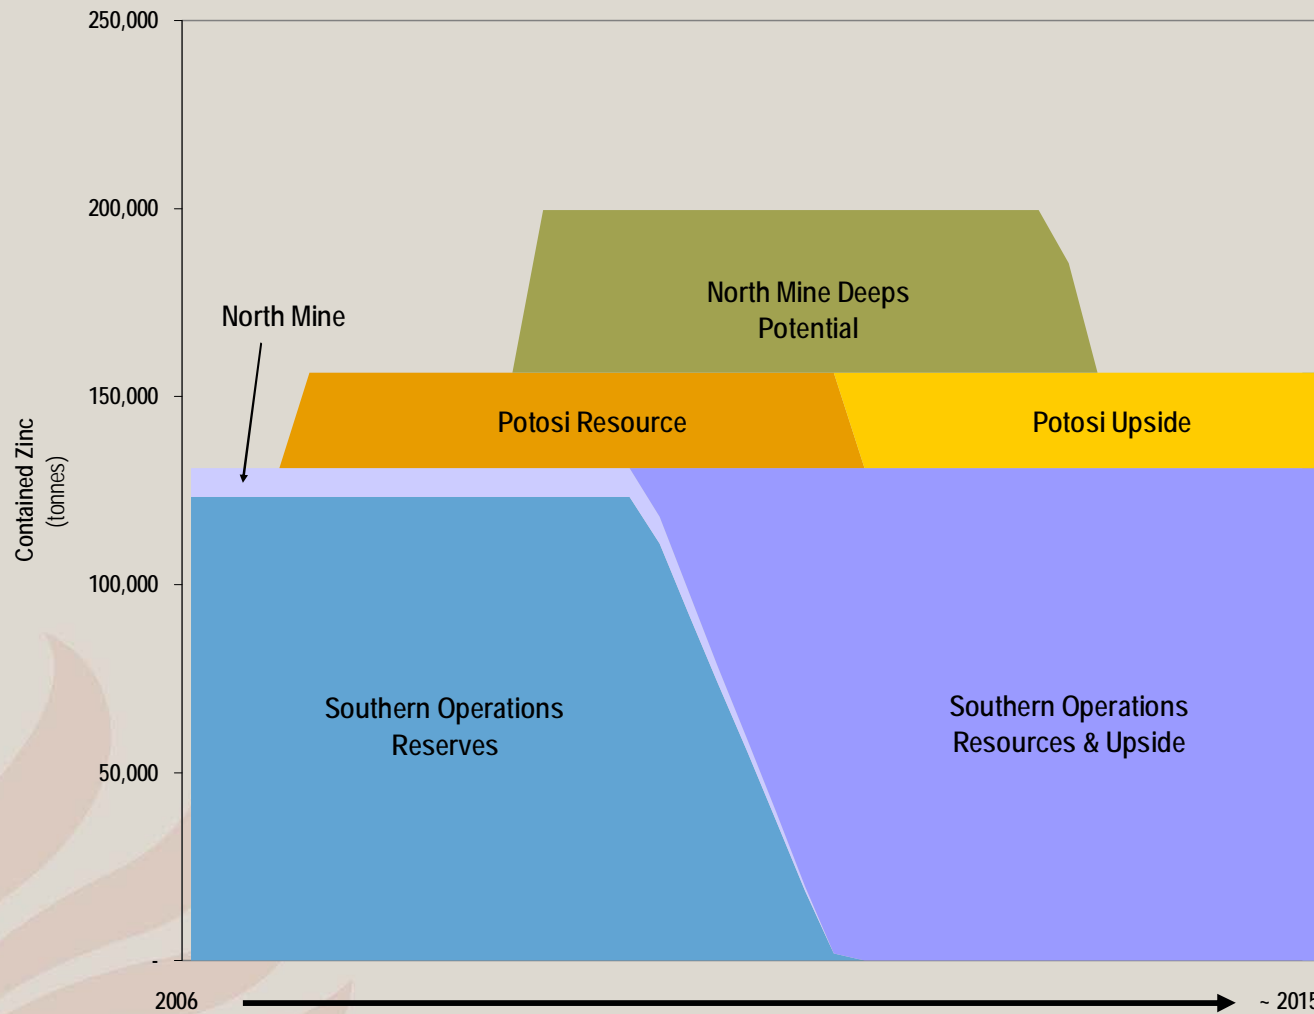 250,000
200,000
150,000
100,000
50,000
-
Contained Zinc
(tonnes)
North Mine
North Mine Deeps
Potential
Potosi Resource
Potosi Upside
Southern Operations
Reserves
Southern Operations
Resources & Upside
2006
~ 2015